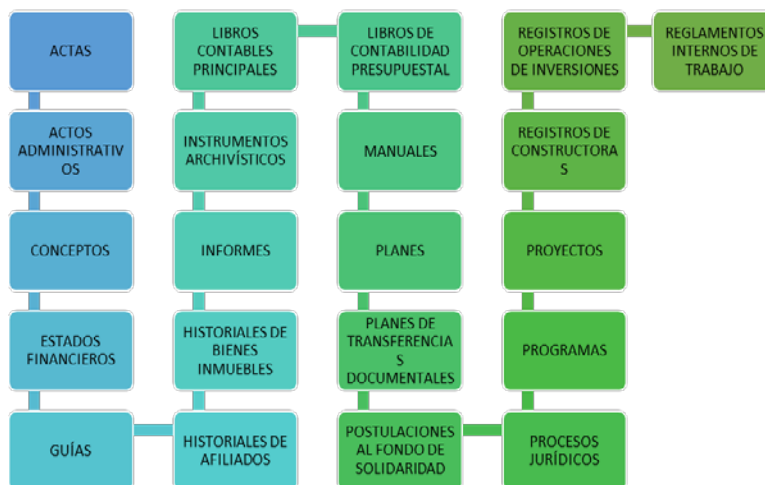 ACTAS
ACTOS
ADMINISTRATIV
OS
CONCEPTOS
ESTADOS
FINANCIEROS
GUÍAS
HISTORIALES DE
AFILIADOS
HISTORIALES DE
BIENES
INMUEBLES
INFORMES
INSTRUMENTOS
ARCHIVÍSTICOS
LIBROS
CONTABLES
PRINCIPALES
LIBROS DE
CONTABILIDAD
PRESUPUESTAL
MANUALES
PLANES
PLANES DE
TRANSFERENCIA
S
DOCUMENTALES
POSTULACIONES
AL FONDO DE
SOLIDARIDAD
PROCESOS
JURÍDICOS
PROGRAMAS
PROYECTOS
REGISTROS DE
CONSTRUCTORA
S
REGISTROS DE
OPERACIONES
DE INVERSIONES
REGLAMENTOS
INTERNOS DE
TRABAJO